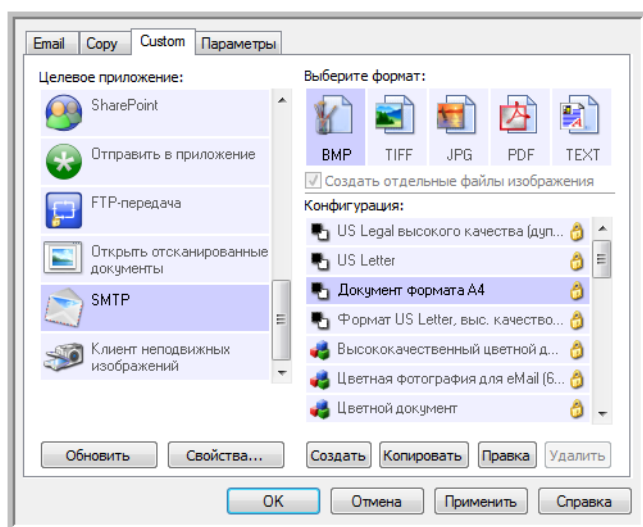 Email Copy Custom Параметры
Целевое приложение:
SharePoint
Отправить в приложение
FTP-передача
Открыть отсканированные
документы
SMTP
Клиент неподвижных
изображений
Обновить Свойства...
Выберите формат:
BMP TIFF JPG PDF TEXT
Создать отдельные файлы изображения
Конфигурация:
US Legal высокого качества (дуп...
US Letter
Документ формата A4
Формат US Letter, выс. качество...
Высококачественный цветной д...
Цветная фотография для eMail (6...
Цветной документ
Создать Копировать Правка Удалить
OK Отмена Применить Справка